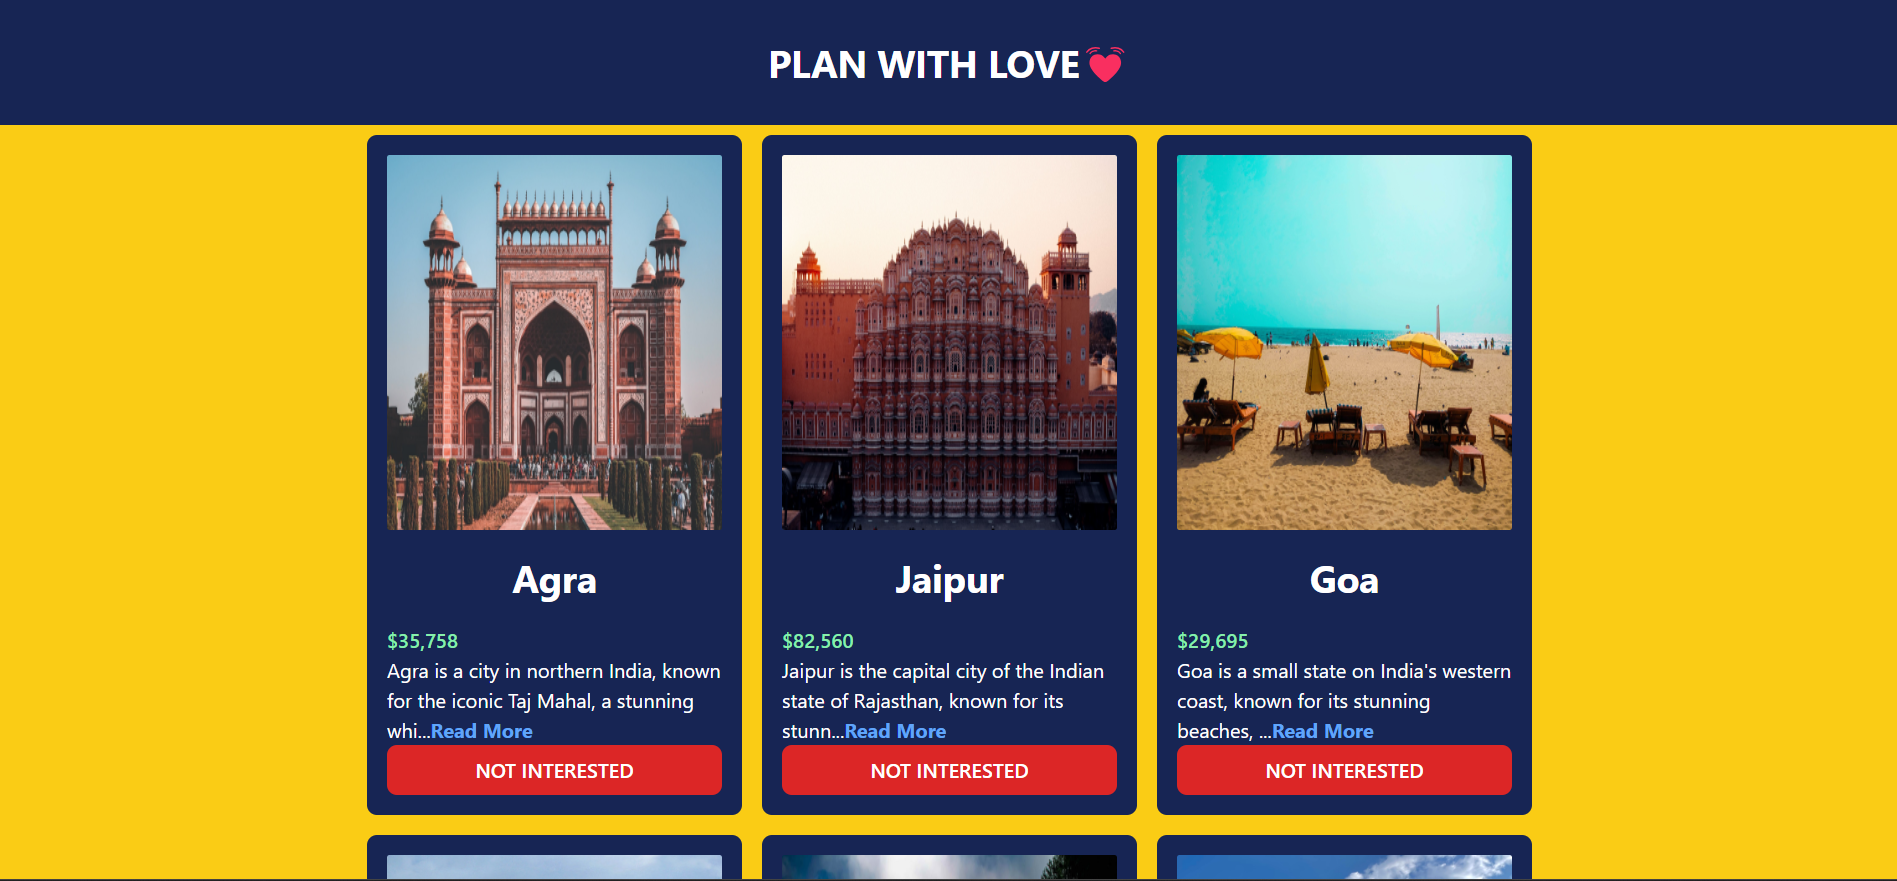 PLAN WITH LOVE💓
Agra
$35,758
Agra is a city in northern India, known
for the iconic Taj Mahal, a stunning
whi...Read More
NOT INTERESTED
Jaipur
$82,560
Jaipur is the capital city of the Indian
state of Rajasthan, known for its
stunn...Read More
NOT INTERESTED
Goa
$29,695
Goa is a small state on India's western
coast, known for its stunning
beaches, ...Read More
NOT INTERESTED